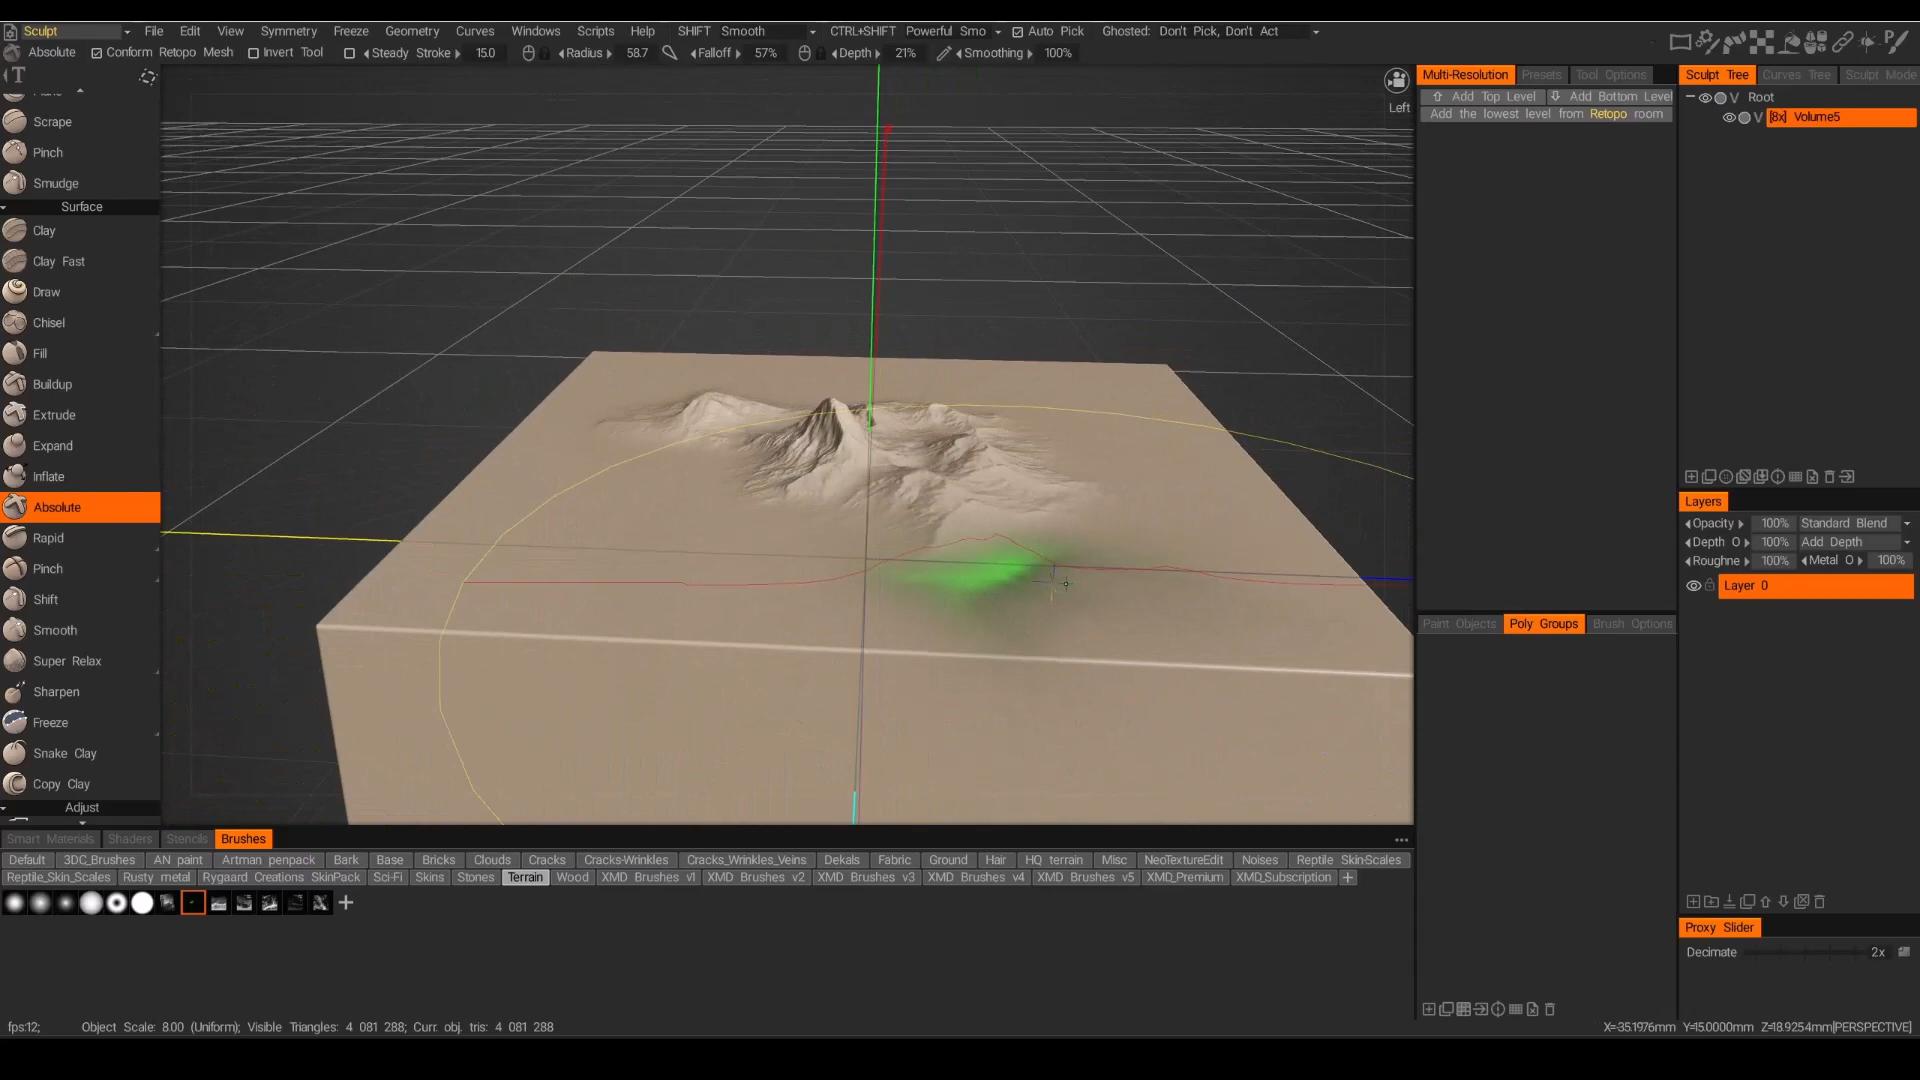 Sculpt File Edit View Symmetry Freeze Geometry Curves Windows Scripts Help SHIFT Smooth CTRL+SHIFT Powerful Smo Auto Pick Ghosted: Don't Pick, Don't Act
Absolute Conform Retopo Mesh Invert Tool Steady Stroke 15.0 Radius 58.7 Falloff 57% Depth 21% Smoothing 100%
Left
Scrape
Pinch
Smudge
Surface
Clay
Clay Fast
Draw
Chisel
Fill
Buildup
Extrude
Expand
Inflate
Absolute
Rapid
Pinch
Shift
Smooth
Super Relax
Sharpen
Freeze
Snake Clay
Copy Clay
Adjust
Multi-Resolution Presets Tool Options
Add Top Level Add Bottom Level
Add the lowest level from Retopo room
Sculpt Tree Curves Tree Sculpt Mode
V Root
V [8x] Volume5
Layers
Opacity 100% Standard Blend
Depth O 100% Add Depth
Roughne 100% Metal O 100%
Layer 0
Paint Objects Poly Groups Brush Options
Proxy Slider
Decimate 2x
Smart Materials Shaders Stencils Brushes
Default 3DC_Brushes AN paint Artman penpack Bark Base Bricks Clouds Cracks Cracks-Wrinkles Cracks_Wrinkles_Veins Dekals Fabric Ground Hair HQ terrain Misc NeoTextureEdit Noises Reptile Skin-Scales
Reptile_Skin_Scales Rusty metal Rygaard Creations SkinPack Sci-Fi Skins Stones Terrain Wood XMD Brushes v1 XMD Brushes v2 XMD Brushes v3 XMD Brushes v4 XMD Brushes v5 XMD_Premium XMD_Subscription +
fps:12; Object Scale: 8.00 (Uniform); Visible Triangles: 4 081 288; Curr. obj. tris: 4 081 288
X=-35.1976mm Y=15.0000mm Z=18.9254mm[PERSPECTIVE]